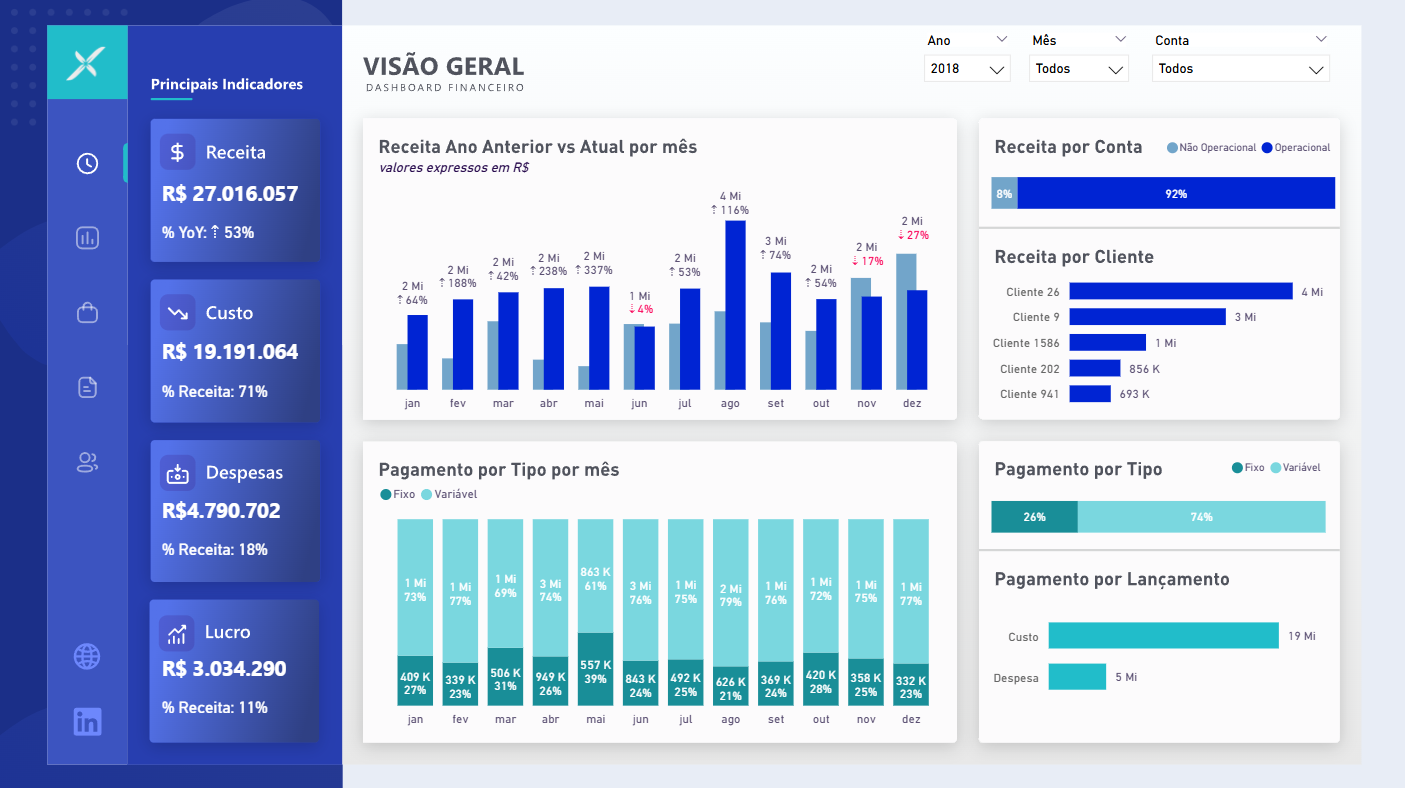 Principais Indicadores
$ Receita
R$ 27.016.057
% YoY: ⇡ 53%
Custo
R$ 19.191.064
% Receita: 71%
Despesas
R$4.790.702
% Receita: 18%
Lucro
R$ 3.034.290
% Receita: 11%
in
VISÃO GERAL
DASHBOARD FINANCEIRO
Ano
2018
Mês
Todos
Conta
Todos
Receita Ano Anterior vs Atual por mês
valores expressos em R$
2 Mi
⇡ 64%
2 Mi
⇡ 188%
2 Mi
⇡ 42%
2 Mi
⇡ 238%
2 Mi
⇡ 337%
1 Mi
⇣ 4%
2 Mi
⇡ 53%
4 Mi
⇡ 116%
3 Mi
⇡ 74%
2 Mi
⇡ 54%
2 Mi
⇣ 17%
2 Mi
⇣ 27%
jan fev mar abr mai jun jul ago set out nov dez
Receita por Conta
Não Operacional Operacional
8% 92%
Receita por Cliente
Cliente 26 4 Mi
Cliente 9 3 Mi
Cliente 1586 1 Mi
Cliente 202 856 K
Cliente 941 693 K
Pagamento por Tipo por mês
Fixo Variável
1 Mi
73%
1 Mi
77%
1 Mi
69%
3 Mi
74%
863 K
61%
3 Mi
76%
1 Mi
75%
2 Mi
79%
1 Mi
76%
1 Mi
72%
1 Mi
75%
1 Mi
77%
409 K
27%
339 K
23%
506 K
31%
949 K
26%
557 K
39%
843 K
24%
492 K
25%
626 K
21%
369 K
24%
420 K
28%
358 K
25%
332 K
23%
jan fev mar abr mai jun jul ago set out nov dez
Pagamento por Tipo
Fixo Variável
26% 74%
Pagamento por Lançamento
Custo 19 Mi
Despesa 5 Mi